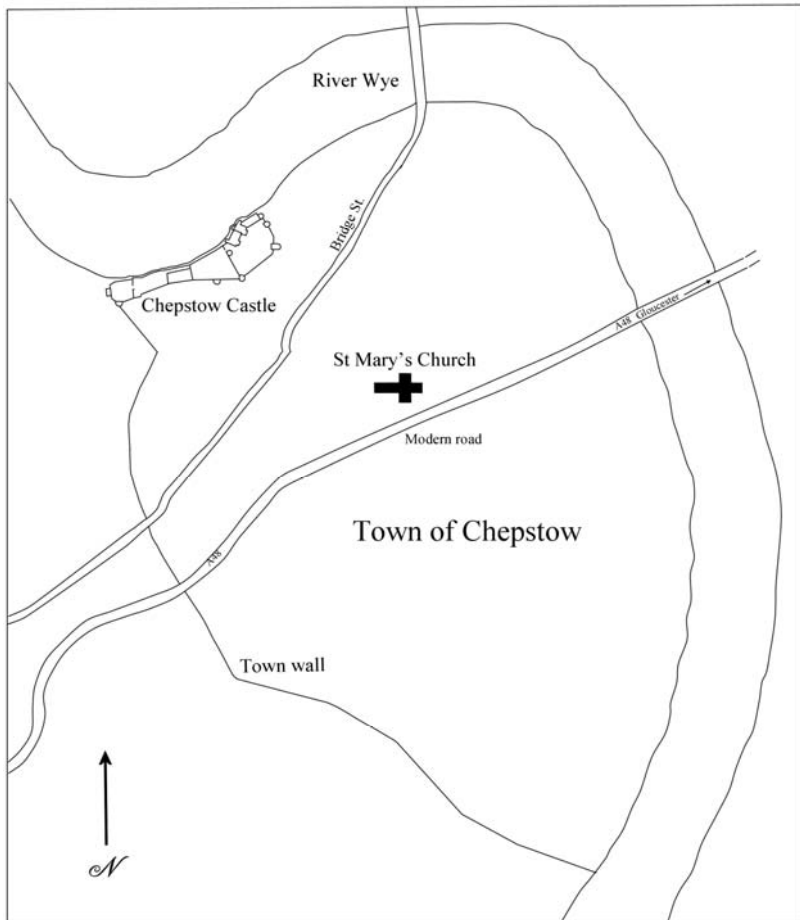 River Wye
Bridge St.
Chepstow Castle
A48 Gloucester
St Mary's Church
Modern road
Town of Chepstow
A48
Town wall
N